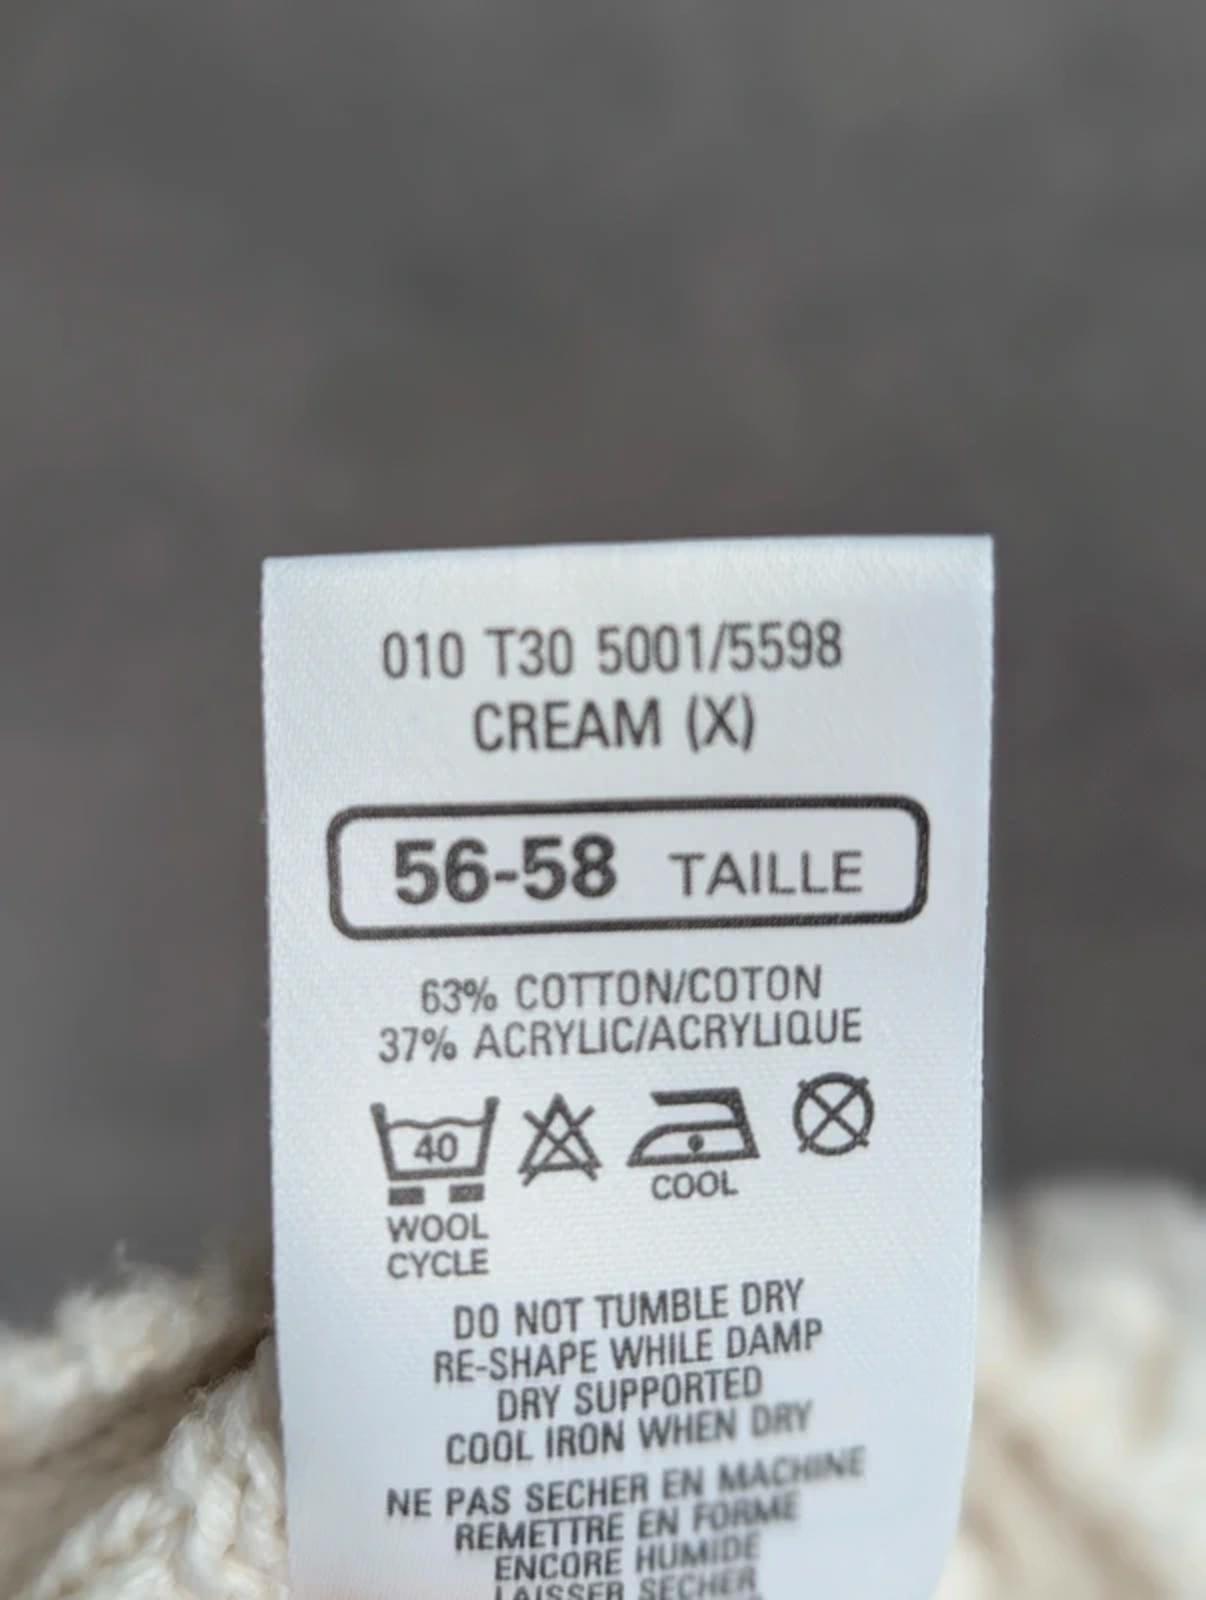 010 T30 5001/5598
CREAM (X)
56-58 TAILLE
63% COTTON/COTON
37% ACRYLIC/ACRYLIQUE
40
COOL
WOOL
CYCLE
DO NOT TUMBLE DRY
RE-SHAPE WHILE DAMP
DRY SUPPORTED
COOL IRON WHEN DRY
NE PAS SECHER EN MACHINE
REMETTRE EN FORME
ENCORE HUMIDE
LAISSER SECHER